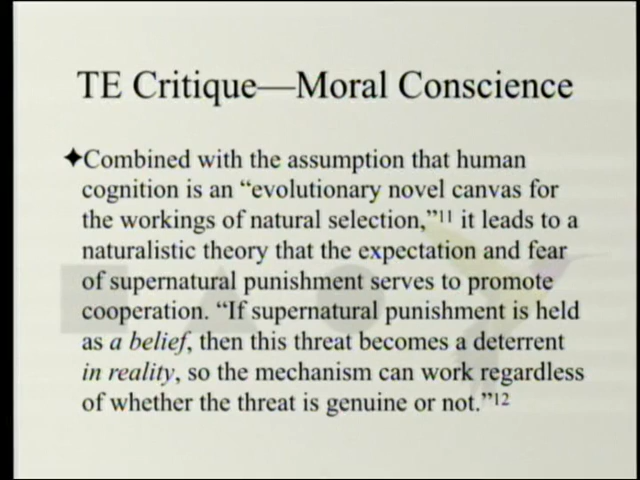 TE Critique—Moral Conscience
✦Combined with the assumption that human
cognition is an “evolutionary novel canvas for
the workings of natural selection,”11 it leads to a
naturalistic theory that the expectation and fear
of supernatural punishment serves to promote
cooperation. “If supernatural punishment is held
as a belief, then this threat becomes a deterrent
in reality, so the mechanism can work regardless
of whether the threat is genuine or not.”12